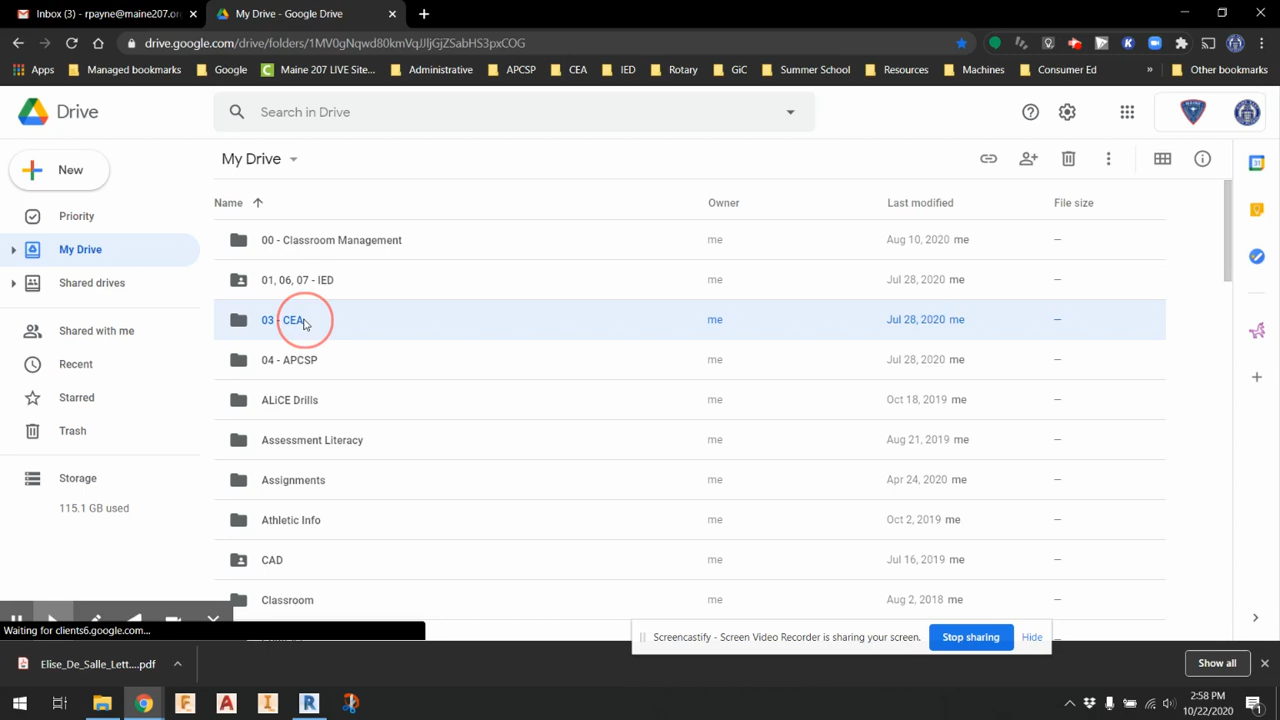 Inbox (3) - rpayne@maine207.org
My Drive - Google Drive
drive.google.com/drive/folders/1MV0gNqwd80kmVqJJljGjZSabHS3pxCOG
Apps
Managed bookmarks
Google
Maine 207 LIVE Site...
Administrative
APCSP
CEA
IED
Rotary
GiC
Summer School
Resources
Machines
Consumer Ed
»
Other bookmarks
Drive
Search in Drive
New
My Drive
Priority
My Drive
Shared drives
Shared with me
Recent
Starred
Trash
Storage
115.1 GB used
Name Owner Last modified File size
00 - Classroom Management me Aug 10, 2020 me –
01, 06, 07 - IED me Jul 28, 2020 me –
03 - CEA me Jul 28, 2020 me –
04 - APCSP me Jul 28, 2020 me –
ALiCE Drills me Oct 18, 2019 me –
Assessment Literacy me Aug 21, 2019 me –
Assignments me Apr 24, 2020 me –
Athletic Info me Oct 2, 2019 me –
CAD me Jul 16, 2019 me –
Classroom me Aug 2, 2018 me –
Waiting for clients6.google.com...
Screencastify - Screen Video Recorder is sharing your screen.
Stop sharing
Hide
Elise_De_Salle_Lett....pdf
Show all
2:58 PM
10/22/2020